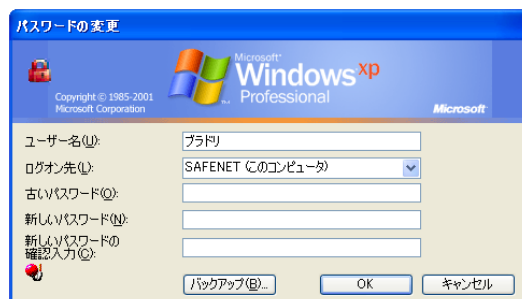 パスワードの変更
Microsoft
Windows xp
Professional
Copyright © 1985-2001
Microsoft Corporation
Microsoft
ユーザー名(U):
ブラドリ
ログオン先(L):
SAFENET (このコンピュータ)
古いパスワード(O):
新しいパスワード(N):
新しいパスワードの
確認入力(C):
バックアップ(B)...
OK
キャンセル